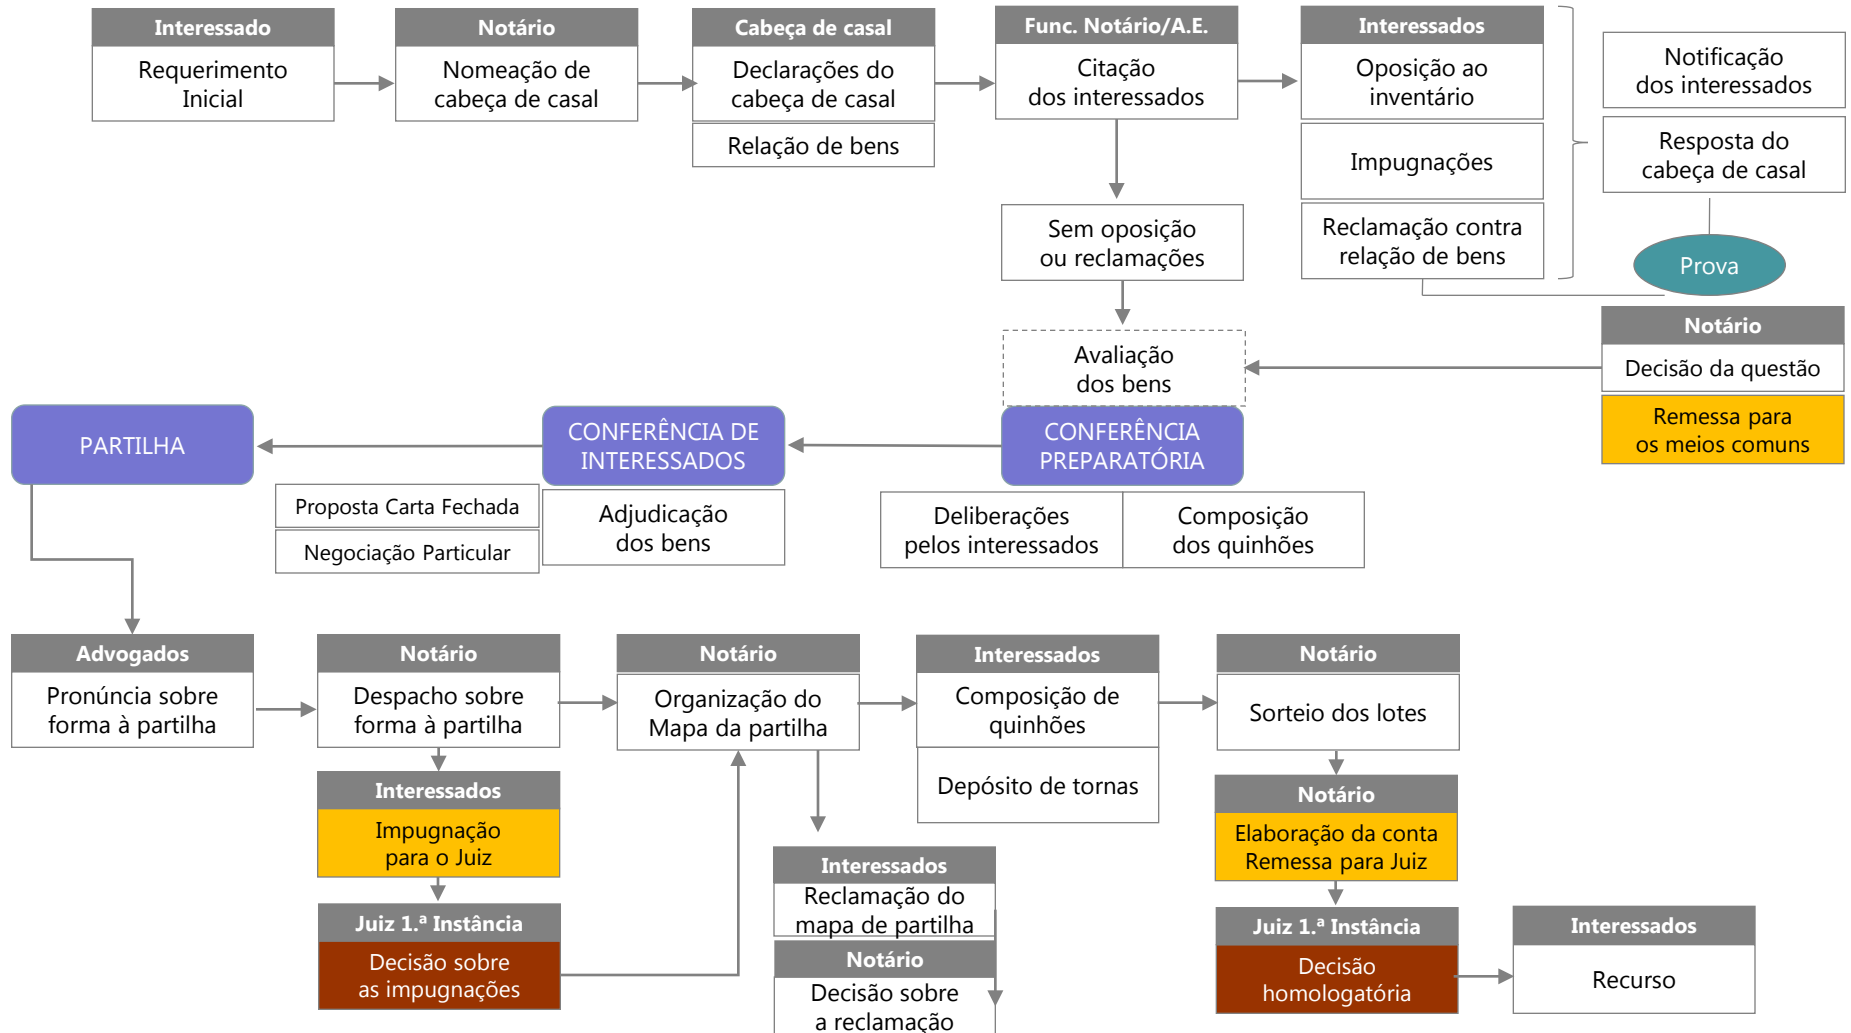 Interessado
Requerimento
Inicial
Notário
Nomeação de
cabeça de casal
Cabeça de casal
Declarações do
cabeça de casal
Relação de bens
Func. Notário/A.E.
Citação
dos interessados
Interessados
Oposição ao
inventário
Impugnações
Reclamação contra
relação de bens
Notificação
dos interessados
Resposta do
cabeça de casal
Prova
Sem oposição
ou reclamações
Notário
Decisão da questão
Remessa para
os meios comuns
Avaliação
dos bens
CONFERÊNCIA
PREPARATÓRIA
Deliberações
pelos interessados
Composição
dos quinhões
CONFERÊNCIA DE
INTERESSADOS
Adjudicação
dos bens
Proposta Carta Fechada
Negociação Particular
PARTILHA
Advogados
Pronúncia sobre
forma à partilha
Notário
Despacho sobre
forma à partilha
Interessados
Impugnação
para o Juiz
Juiz 1.ª Instância
Decisão sobre
as impugnações
Notário
Organização do
Mapa da partilha
Interessados
Reclamação do
mapa de partilha
Notário
Decisão sobre
a reclamação
Interessados
Composição de
quinhões
Depósito de tornas
Notário
Sorteio dos lotes
Notário
Elaboração da conta
Remessa para Juiz
Juiz 1.ª Instância
Decisão
homologatória
Interessados
Recurso